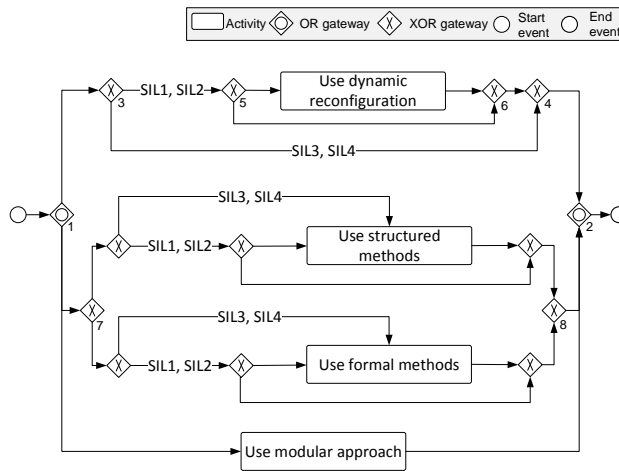 Activity
OR gateway
XOR gateway
Start
event
End
event
X
3
SIL1, SIL2
X
5
Use dynamic
reconfiguration
X
6
X
4
SIL3, SIL4
1
2
SIL3, SIL4
X
SIL1, SIL2
X
Use structured
methods
X
X
7
X
8
SIL3, SIL4
X
SIL1, SIL2
X
Use formal methods
X
Use modular approach